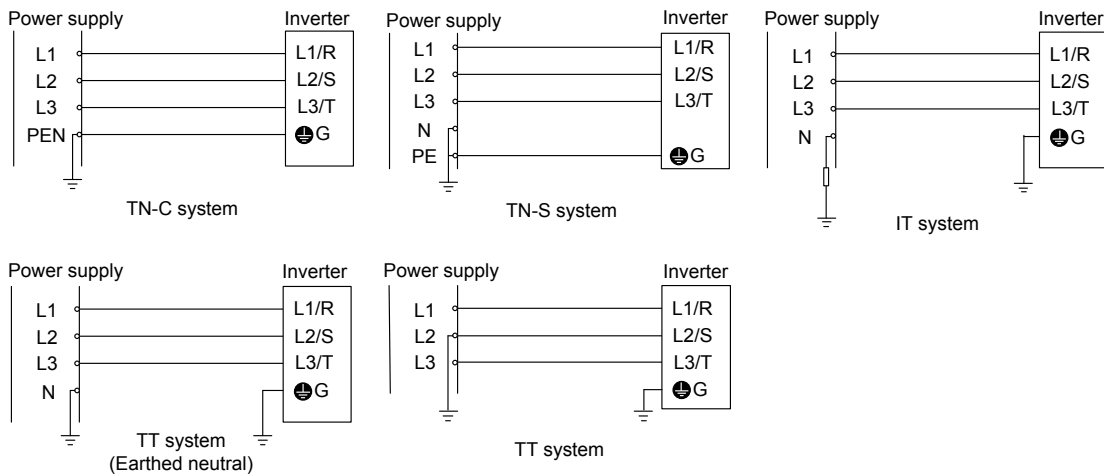 Power supply
Inverter
L1
L1/R
L2
L2/S
L3
L3/T
PEN
G
TN-C system
Power supply
Inverter
L1
L1/R
L2
L2/S
L3
L3/T
N
PE
G
TN-S system
Power supply
Inverter
L1
L1/R
L2
L2/S
L3
L3/T
N
G
IT system
Power supply
Inverter
L1
L1/R
L2
L2/S
L3
L3/T
N
G
TT system
(Earthed neutral)
Power supply
Inverter
L1
L1/R
L2
L2/S
L3
L3/T
G
TT system